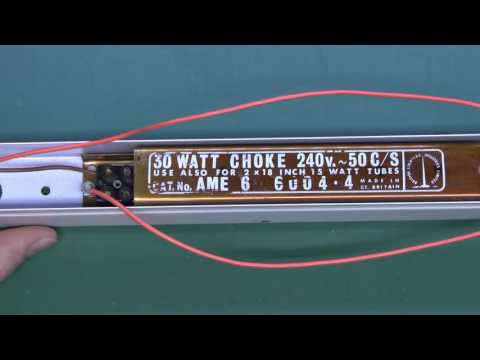 30 WATT CHOKE 240v.~50 C/S
USE ALSO FOR 2×18 INCH 15 WATT TUBES
CAT. No. AME 6 6004·4 MADE IN GT. BRITAIN